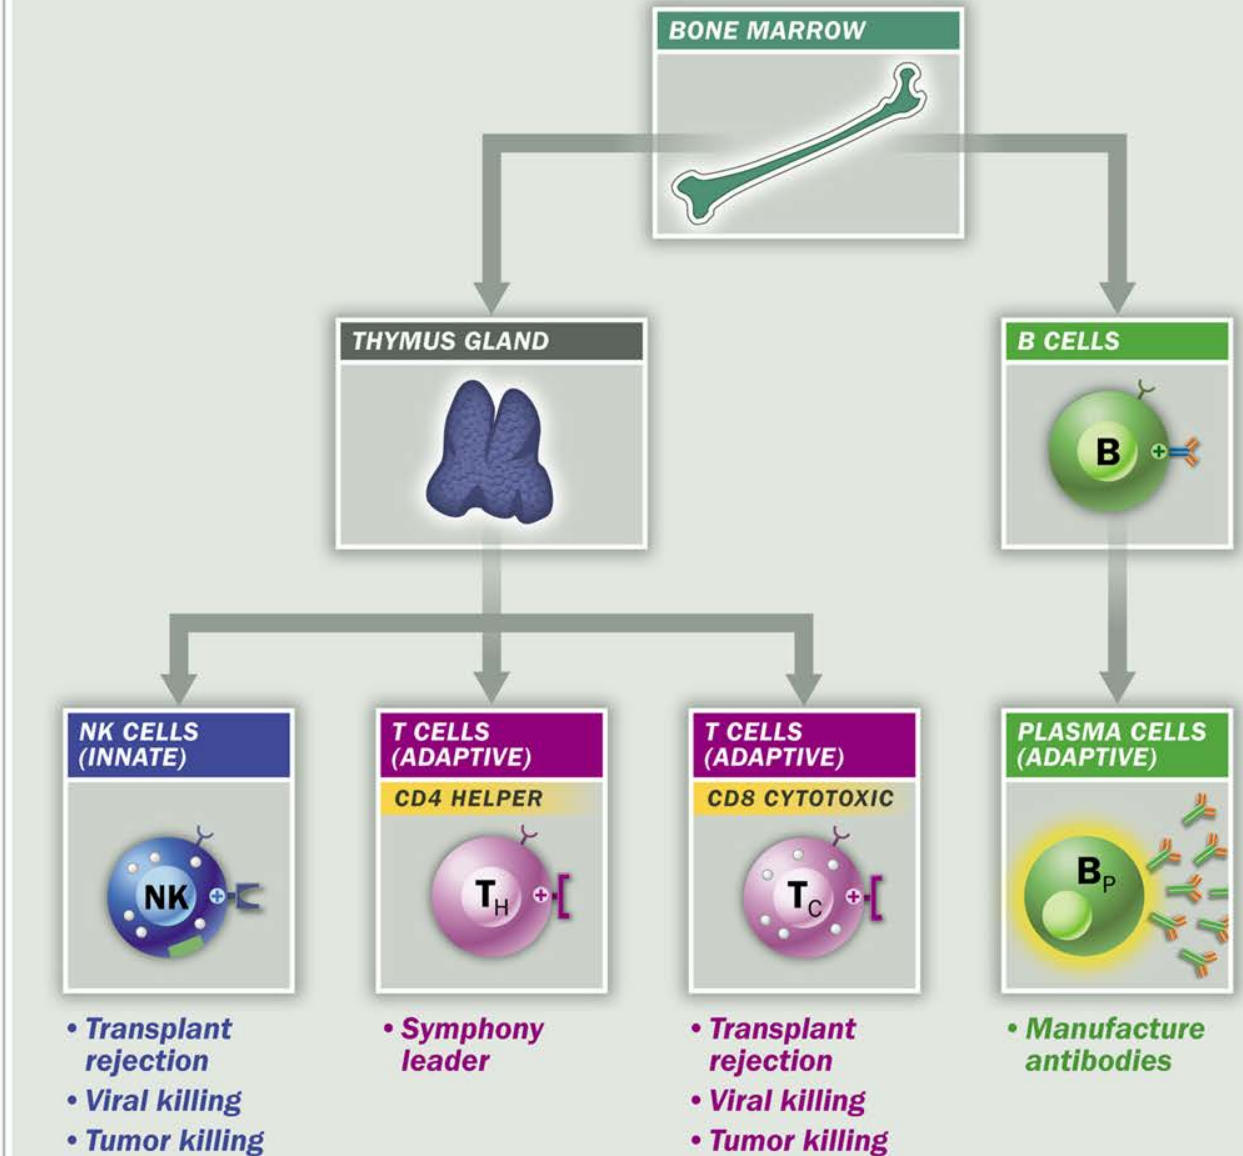 BONE MARROW
THYMUS GLAND
B CELLS
B
NK CELLS
(INNATE)
NK
T CELLS
(ADAPTIVE)
CD4 HELPER
TH
T CELLS
(ADAPTIVE)
CD8 CYTOTOXIC
TC
PLASMA CELLS
(ADAPTIVE)
BP
• Transplant
rejection
• Viral killing
• Tumor killing
• Symphony
leader
• Transplant
rejection
• Viral killing
• Tumor killing
• Manufacture
antibodies